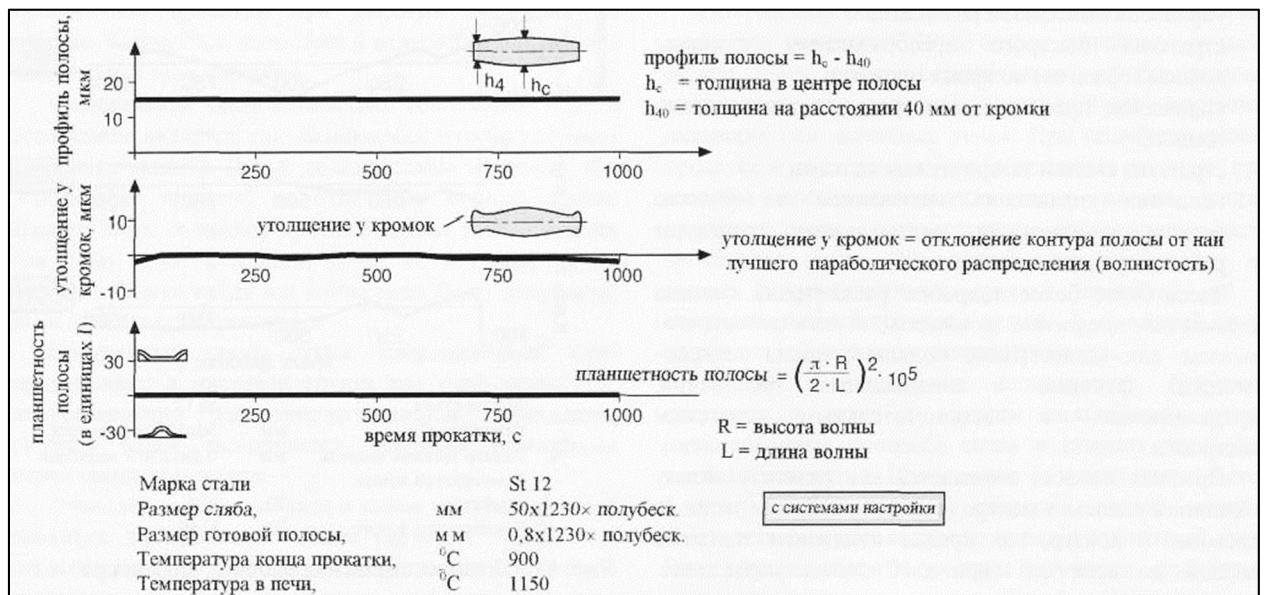 профиль полосы,
мкм
20
10
h4
hc
250
500
750
1000
профиль полосы = hc - h40
hc = толщина в центре полосы
h40 = толщина на расстоянии 40 мм от кромки
утолщение у
кромок, мкм
10
-10
утолщение у кромок
250
500
750
1000
утолщение у кромок = отклонение контура полосы от наи
лучшего параболического распределения (волнистость)
планшетность
полосы
(в единицах I)
30
-30
250
500
750
1000
время прокатки, с
планшетность полосы = (π · R / 2 · L)² · 10⁵
R = высота волны
L = длина волны
Марка стали St 12
Размер сляба, мм 50х1230× полубеск.
Размер готовой полосы, мм 0,8х1230× полубеск.
Температура конца прокатки, ⁰С 900
Температура в печи, ⁰С 1150
с системами настройки